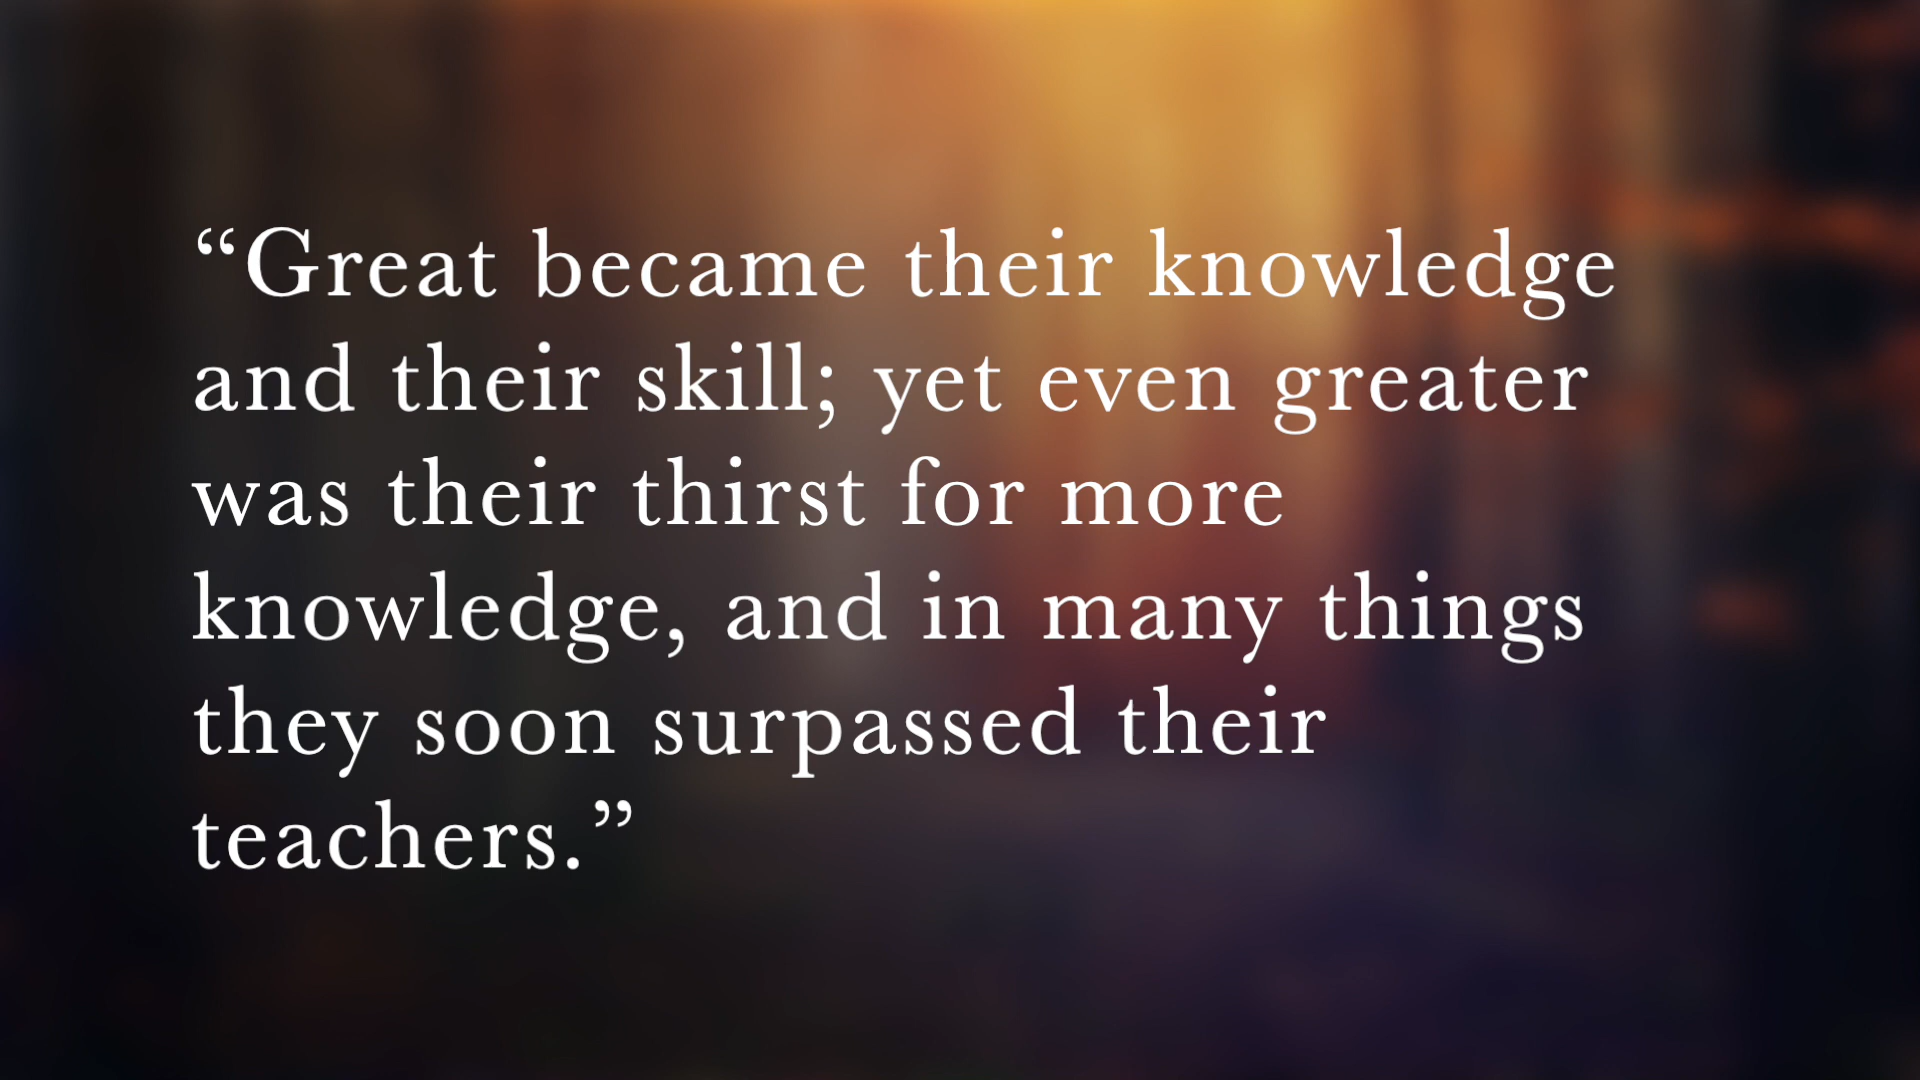 “Great became their knowledge
and their skill; yet even greater
was their thirst for more
knowledge, and in many things
they soon surpassed their
teachers.”